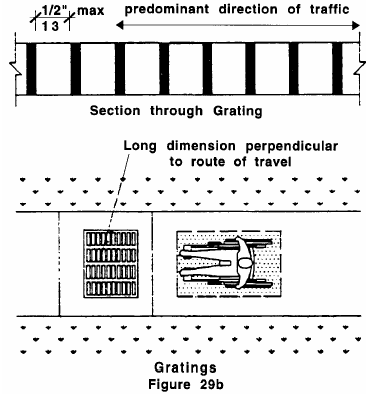 1/2" max
13
predominant direction of traffic
Section through Grating
Long dimension perpendicular
to route of travel
Gratings
Figure 29b